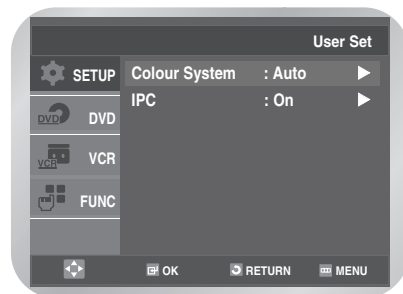 User Set
SETUP
Colour System : Auto
IPC : On
DVD DVD
VCR VCR
FUNC
OK RETURN MENU